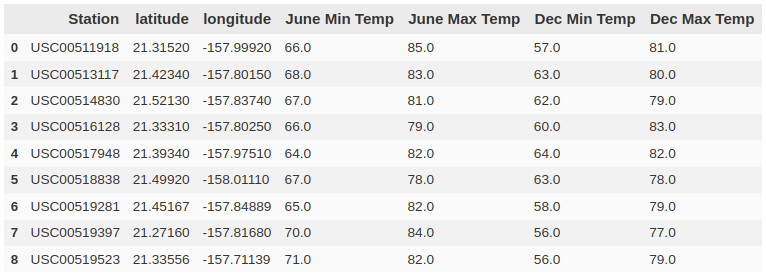 Station latitude longitude June Min Temp June Max Temp Dec Min Temp Dec Max Temp
0 USC00511918 21.31520 -157.99920 66.0 85.0 57.0 81.0
1 USC00513117 21.42340 -157.80150 68.0 83.0 63.0 80.0
2 USC00514830 21.52130 -157.83740 67.0 81.0 62.0 79.0
3 USC00516128 21.33310 -157.80250 66.0 79.0 60.0 83.0
4 USC00517948 21.39340 -157.97510 64.0 82.0 64.0 82.0
5 USC00518838 21.49920 -158.01110 67.0 78.0 63.0 78.0
6 USC00519281 21.45167 -157.84889 65.0 82.0 58.0 79.0
7 USC00519397 21.27160 -157.81680 70.0 84.0 56.0 77.0
8 USC00519523 21.33556 -157.71139 71.0 82.0 56.0 79.0